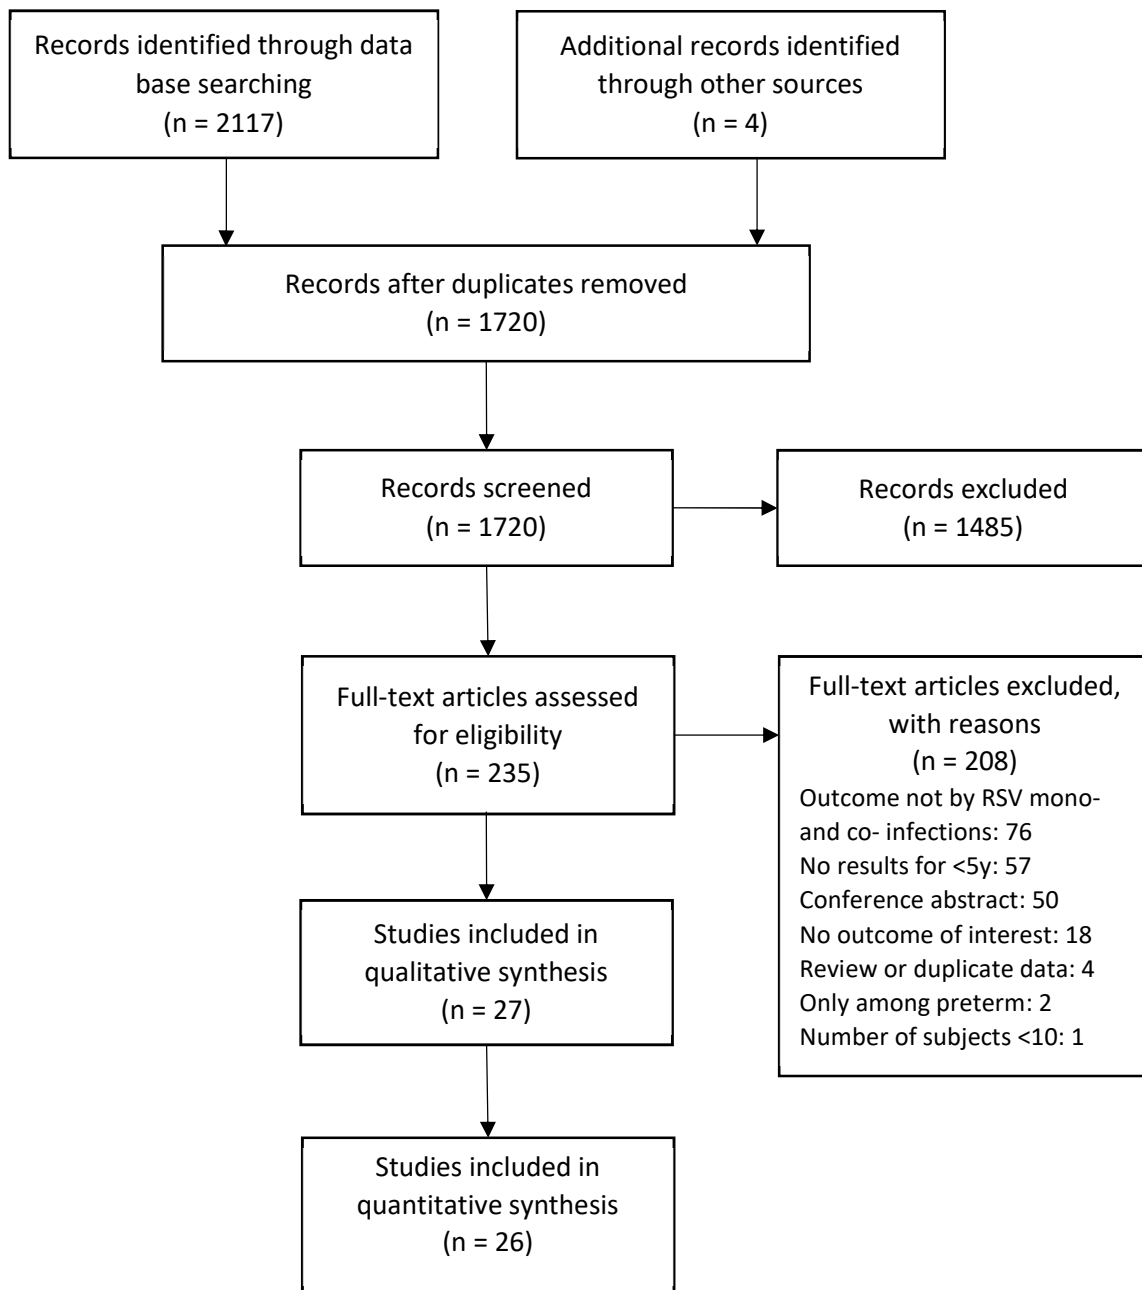 Records identified through data
base searching
(n = 2117)
Additional records identified
through other sources
(n = 4)
Records after duplicates removed
(n = 1720)
Records screened
(n = 1720)
Records excluded
(n = 1485)
Full-text articles assessed
for eligibility
(n = 235)
Full-text articles excluded,
with reasons
(n = 208)
Outcome not by RSV mono-
and co- infections: 76
No results for <5y: 57
Conference abstract: 50
No outcome of interest: 18
Review or duplicate data: 4
Only among preterm: 2
Number of subjects <10: 1
Studies included in
qualitative synthesis
(n = 27)
Studies included in
quantitative synthesis
(n = 26)